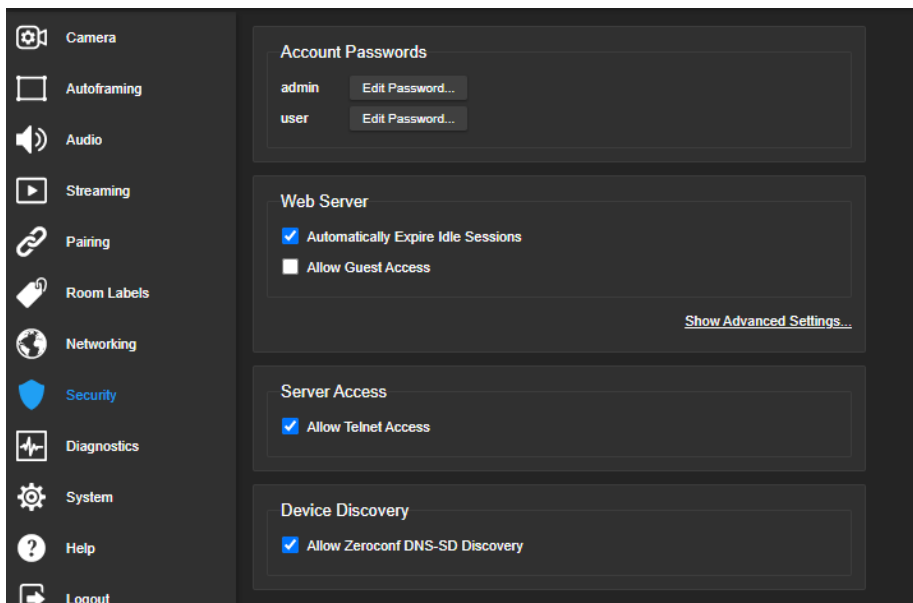 Camera
Autoframing
Audio
Streaming
Pairing
Room Labels
Networking
Security
Diagnostics
System
Help
Logout
Account Passwords
admin Edit Password...
user Edit Password...
Web Server
Automatically Expire Idle Sessions
Allow Guest Access
Show Advanced Settings...
Server Access
Allow Telnet Access
Device Discovery
Allow Zeroconf DNS-SD Discovery